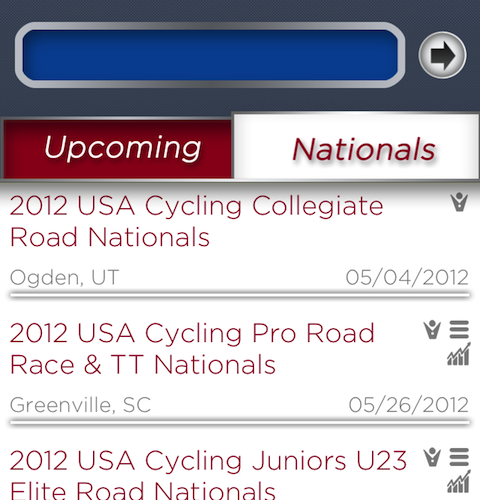 Upcoming
Nationals
2012 USA Cycling Collegiate
Road Nationals
Ogden, UT 05/04/2012
2012 USA Cycling Pro Road
Race & TT Nationals
Greenville, SC 05/26/2012
2012 USA Cycling Juniors U23
Elite Road Nationals